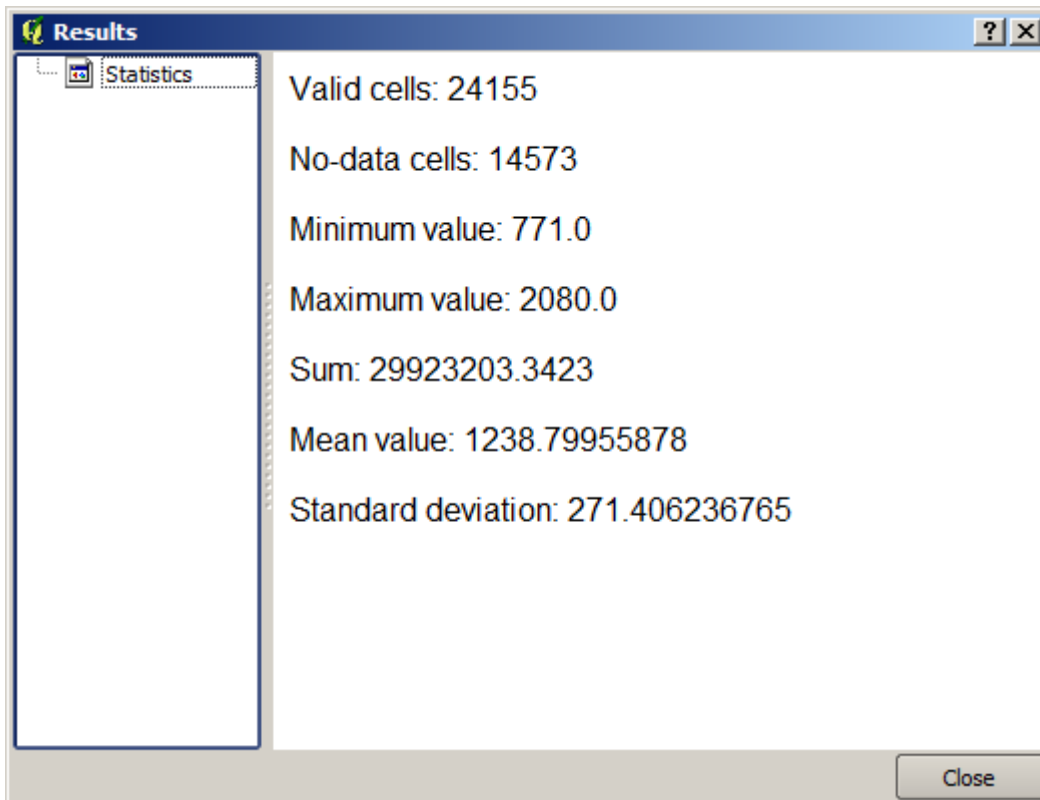 Results
Statistics
Valid cells: 24155
No-data cells: 14573
Minimum value: 771.0
Maximum value: 2080.0
Sum: 29923203.3423
Mean value: 1238.79955878
Standard deviation: 271.406236765
Close